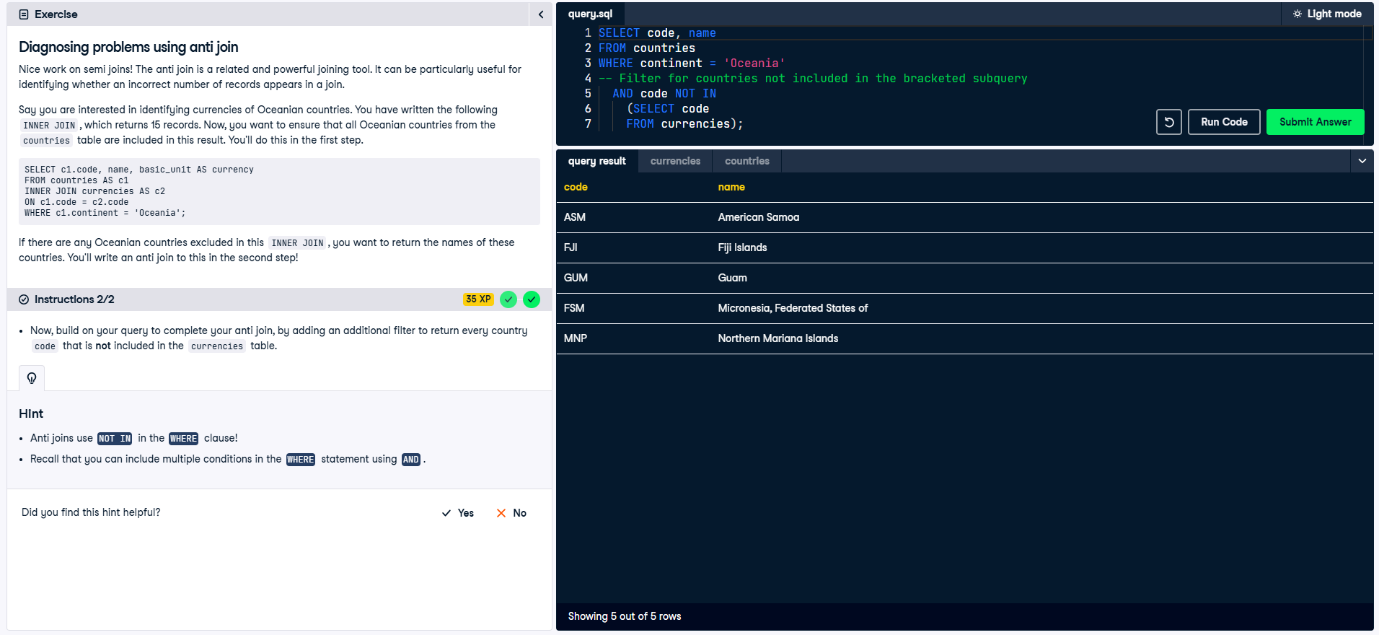 Exercise
Diagnosing problems using anti join
Nice work on semi joins! The anti join is a related and powerful joining tool. It can be particularly useful for
identifying whether an incorrect number of records appears in a join.
Say you are interested in identifying currencies of Oceanian countries. You have written the following
INNER JOIN, which returns 15 records. Now, you want to ensure that all Oceanian countries from the
countries table are included in this result. You'll do this in the first step.
SELECT c1.code, name, basic_unit AS currency
FROM countries AS c1
INNER JOIN currencies AS c2
ON c1.code = c2.code
WHERE c1.continent = 'Oceania';
If there are any Oceanian countries excluded in this INNER JOIN, you want to return the names of these
countries. You'll write an anti join to this in the second step!
Instructions 2/2
35 XP
Now, build on your query to complete your anti join, by adding an additional filter to return every country
code that is not included in the currencies table.
Hint
Anti joins use NOT IN in the WHERE clause!
Recall that you can include multiple conditions in the WHERE statement using AND.
Did you find this hint helpful?
Yes
No
query.sql
Light mode
1 SELECT code, name
2 FROM countries
3 WHERE continent = 'Oceania'
4 -- Filter for countries not included in the bracketed subquery
5 AND code NOT IN
6 (SELECT code
7 FROM currencies);
Run Code
Submit Answer
query result
currencies
countries
code name
ASM American Samoa
FJI Fiji Islands
GUM Guam
FSM Micronesia, Federated States of
MNP Northern Mariana Islands
Showing 5 out of 5 rows